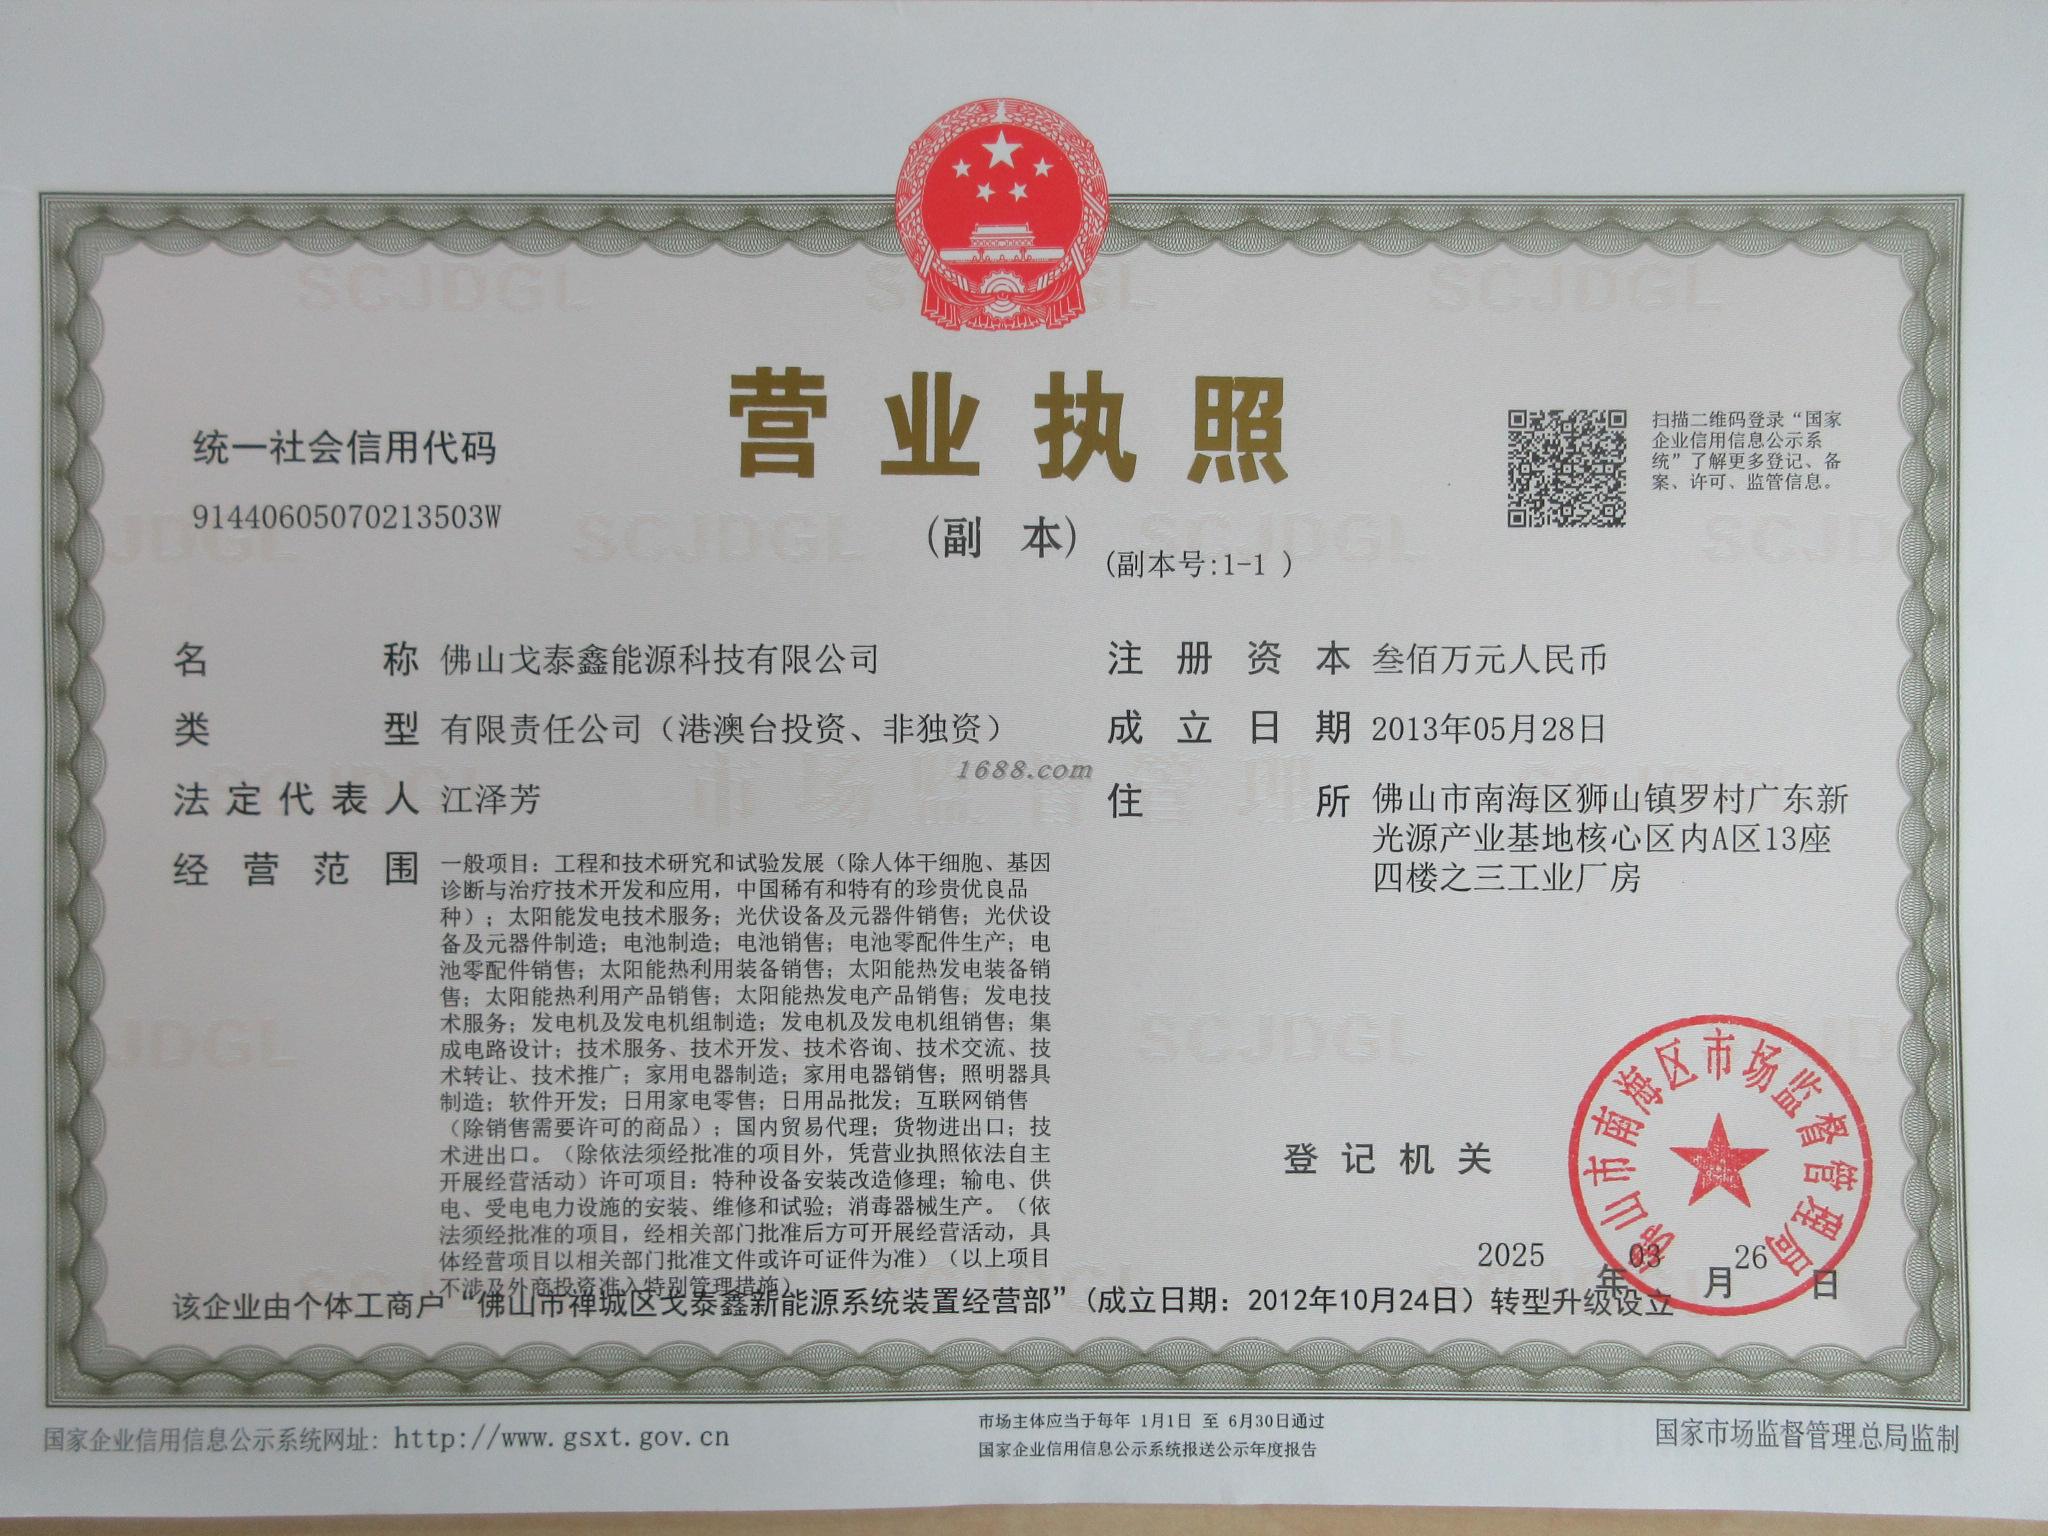 营业执照
(副 本)
(副本号:1-1 )
统一社会信用代码
91440605070213503W
扫描二维码登录“国家
企业信用信息公示系
统”了解更多登记、备
案、许可、监管信息。
名 称 佛山戈泰鑫能源科技有限公司
类 型 有限责任公司（港澳台投资、非独资）
法定代表人 江泽芳
经营范围 一般项目：工程和技术研究和试验发展（除人体干细胞、基因
诊断与治疗技术开发和应用，中国稀有和特有的珍贵优良品
种）；太阳能发电技术服务；光伏设备及元器件销售；光伏设
备及元器件制造；电池制造；电池销售；电池零配件生产；电
池零配件销售；太阳能热利用装备销售；太阳能热发电装备销
售；太阳能热利用产品销售；太阳能热发电产品销售；发电技
术服务；发电机及发电机组制造；发电机及发电机组销售；集
成电路设计；技术服务、技术开发、技术咨询、技术交流、技
术转让、技术推广；家用电器制造；家用电器销售；照明器具
制造；软件开发；日用家电零售；日用品批发；互联网销售
（除销售需要许可的商品）；国内贸易代理；货物进出口；技
术进出口。（除依法须经批准的项目外，凭营业执照依法自主
开展经营活动）许可项目：特种设备安装改造修理；输电、供
电、受电电力设施的安装、维修和试验；消毒器械生产。（依
法须经批准的项目，经相关部门批准后方可开展经营活动，具
体经营项目以相关部门批准文件或许可证件为准）（以上项目
不涉及外商投资准入特别管理措施）
注册资本 叁佰万元人民币
成立日期 2013年05月28日
住 所 佛山市南海区狮山镇罗村广东新
光源产业基地核心区内A区13座
四楼之三工业厂房
1688.com
登记机关
佛山市南海区市场监督管理局
2025 年 03 月 26 日
该企业由个体工商户“佛山市禅城区戈泰鑫新能源系统装置经营部”(成立日期：2012年10月24日）转型升级设立
国家企业信用信息公示系统网址：http://www.gsxt.gov.cn
市场主体应当于每年 1月1日 至 6月30日通过
国家企业信用信息公示系统报送公示年度报告
国家市场监督管理总局监制